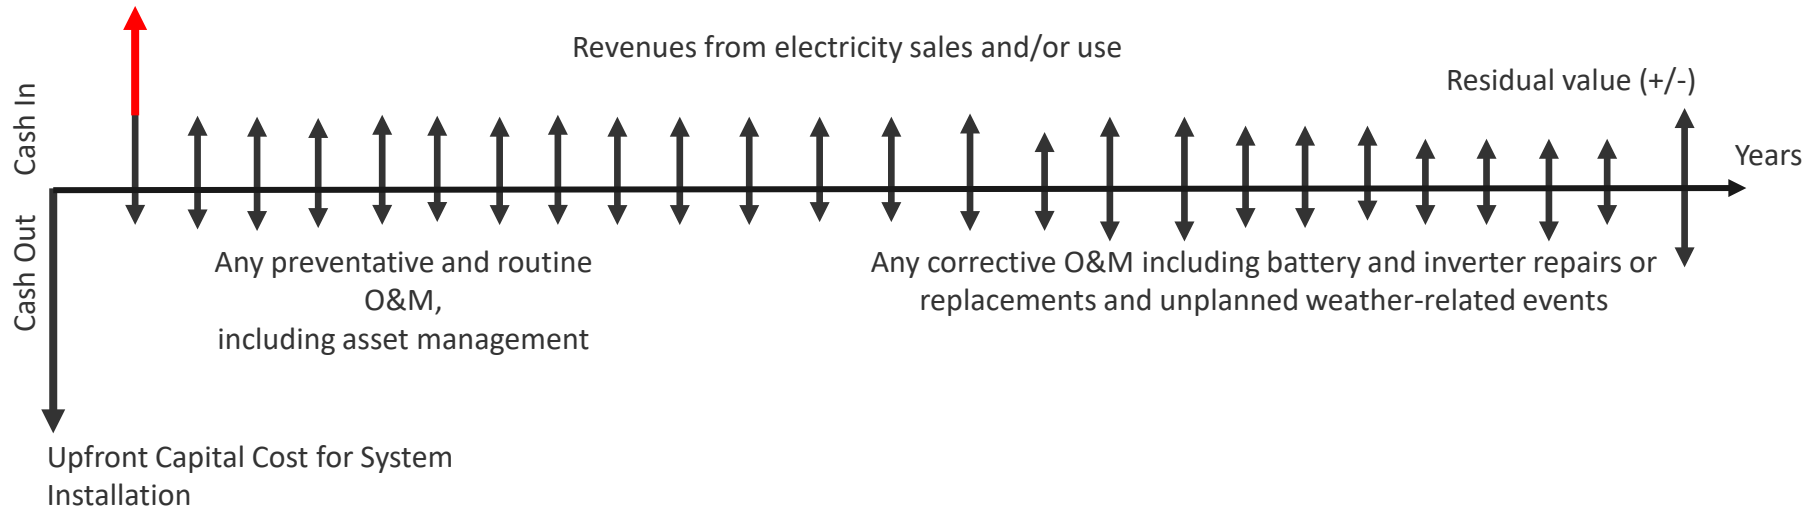 Revenues from electricity sales and/or use
Residual value (+/-)
Cash In
Years
Cash Out
Any preventative and routine
O&M,
including asset management
Any corrective O&M including battery and inverter repairs or
replacements and unplanned weather-related events
Upfront Capital Cost for System
Installation